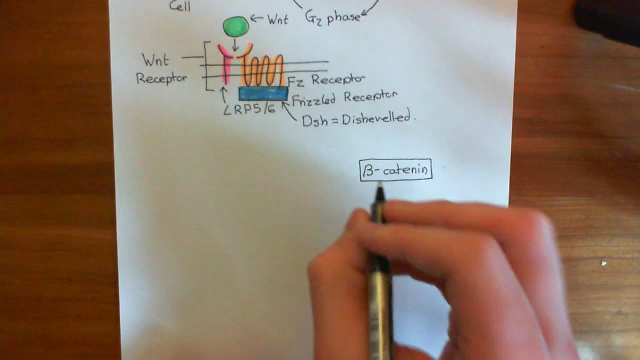 Cell
Wnt
G2 phase
Wnt
Receptor
Fz Receptor
Frizzled Receptor
LRP5/6
Dsh = Dishevelled.
β-catenin